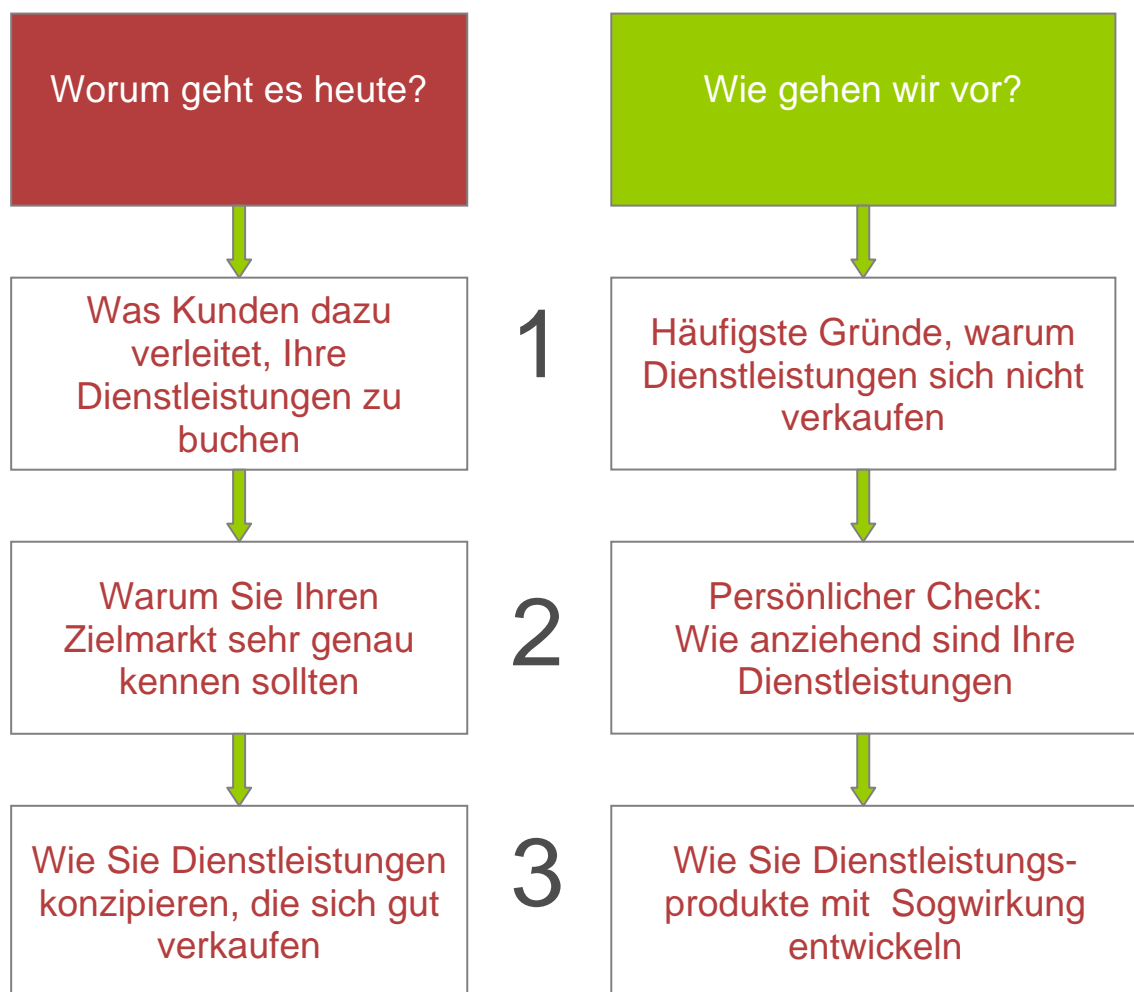 Worum geht es heute?
Wie gehen wir vor?
Was Kunden dazu
verleitet, Ihre
Dienstleistungen zu
buchen
1
Häufigste Gründe, warum
Dienstleistungen sich nicht
verkaufen
Warum Sie Ihren
Zielmarkt sehr genau
kennen sollten
2
Persönlicher Check:
Wie anziehend sind Ihre
Dienstleistungen
Wie Sie Dienstleistungen
konzipieren, die sich gut
verkaufen
3
Wie Sie Dienstleistungs-
produkte mit  Sogwirkung
entwickeln